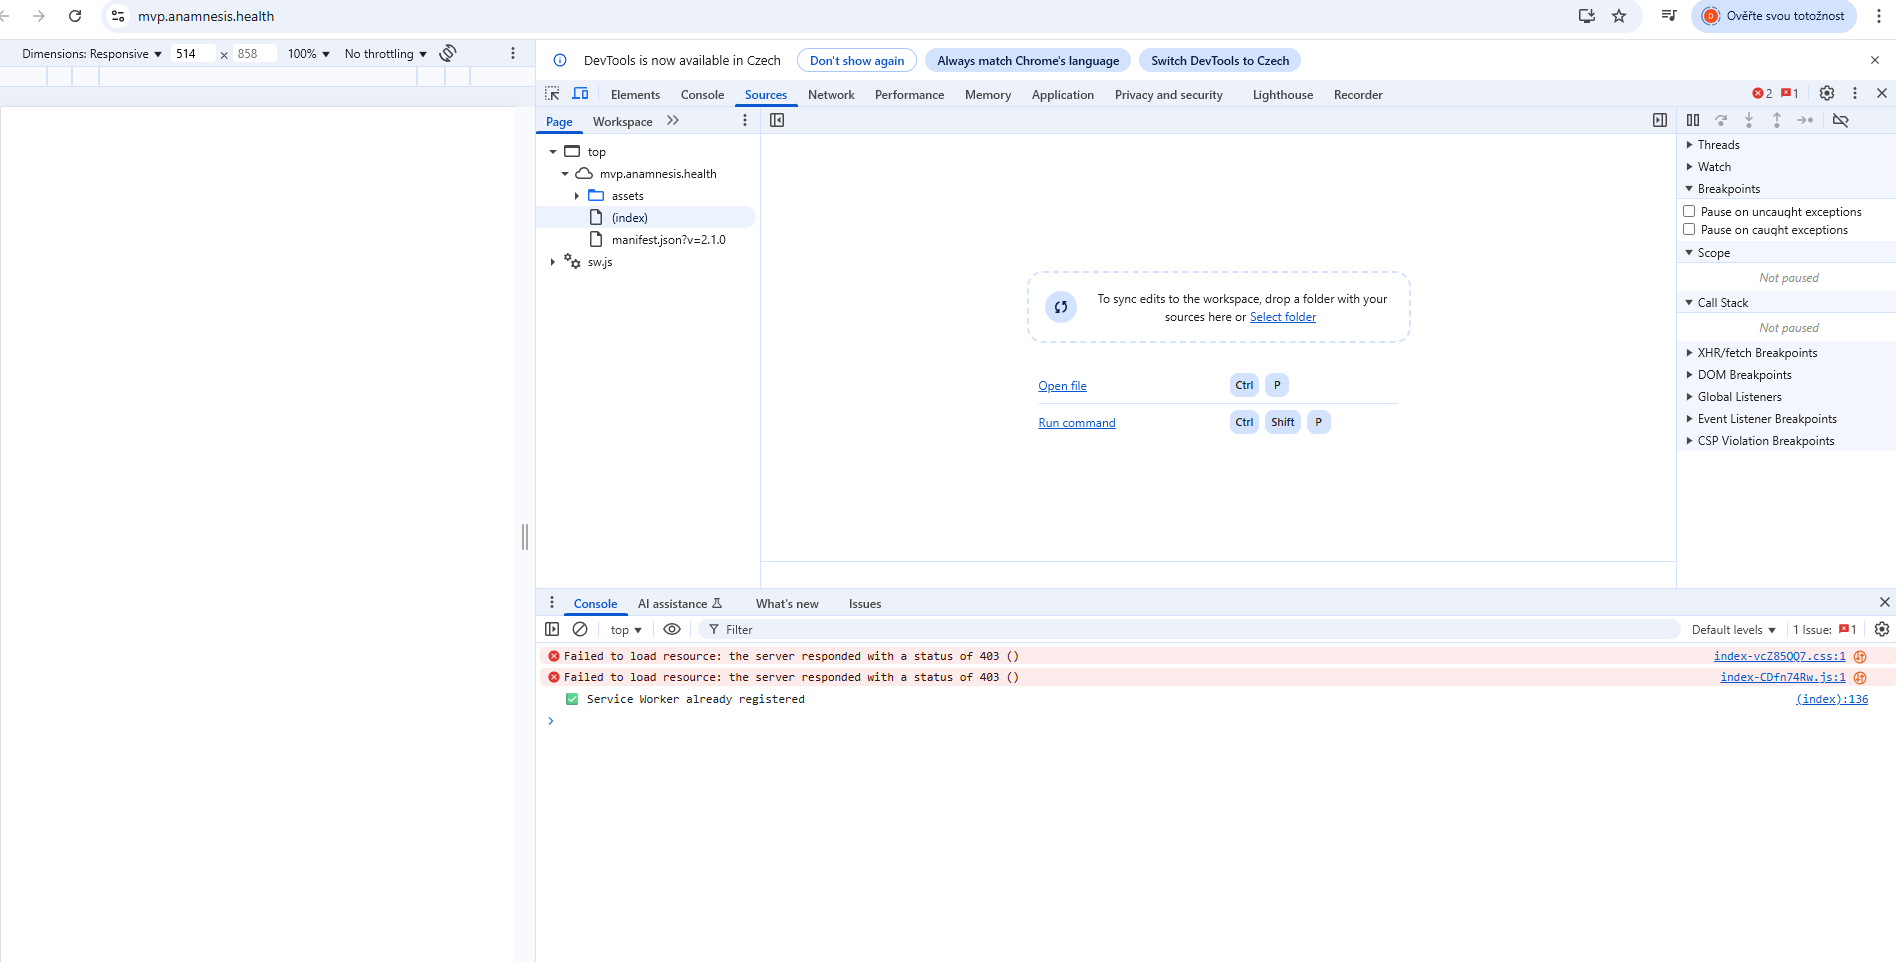 mvp.anamnesis.health
Ověřte svou totožnost
Dimensions: Responsive 514 × 858 100% No throttling
DevTools is now available in Czech Don't show again Always match Chrome's language Switch DevTools to Czech
Elements Console Sources Network Performance Memory Application Privacy and security Lighthouse Recorder 2 1
Page Workspace
top
mvp.anamnesis.health
assets
(index)
manifest.json?v=2.1.0
sw.js
To sync edits to the workspace, drop a folder with your
sources here or Select folder
Open file Ctrl P
Run command Ctrl Shift P
Threads
Watch
Breakpoints
Pause on uncaught exceptions
Pause on caught exceptions
Scope
Not paused
Call Stack
Not paused
XHR/fetch Breakpoints
DOM Breakpoints
Global Listeners
Event Listener Breakpoints
CSP Violation Breakpoints
Console AI assistance What's new Issues
top Filter Default levels 1 Issue: 1
Failed to load resource: the server responded with a status of 403 () index-vcZ85QQ7.css:1
Failed to load resource: the server responded with a status of 403 () index-CDfn74Rw.js:1
Service Worker already registered (index):136